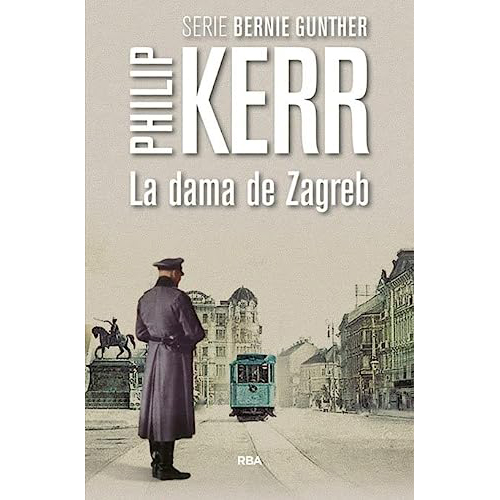 SERIE BERNIE GUNTHER
PHILIP
KERR
La dama de Zagreb
RBA